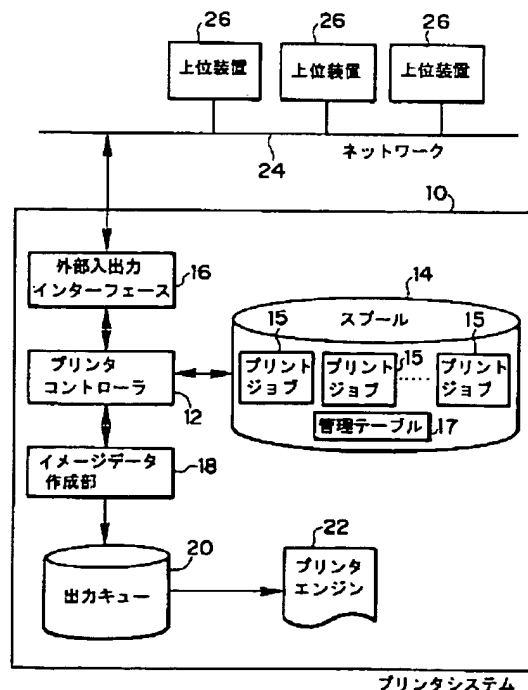 26
26
26
上位装置
上位装置
上位装置
24
ネットワーク
10
外部入出力
インターフェース
16
14
スプール
15
15
15
プリント
ジョブ
プリント
ジョブ
……
プリント
ジョブ
管理テーブル
17
プリンタ
コントローラ
12
イメージデータ
作成部
18
20
出力キュー
22
プリンタ
エンジン
プリンタシステム